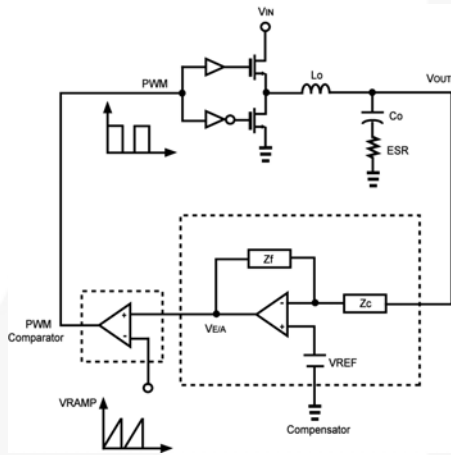 VIN
PWM
Lo
VOUT
Co
ESR
Zf
Zc
-
+
VE/A
VREF
Compensator
+
-
PWM
Comparator
VRAMP